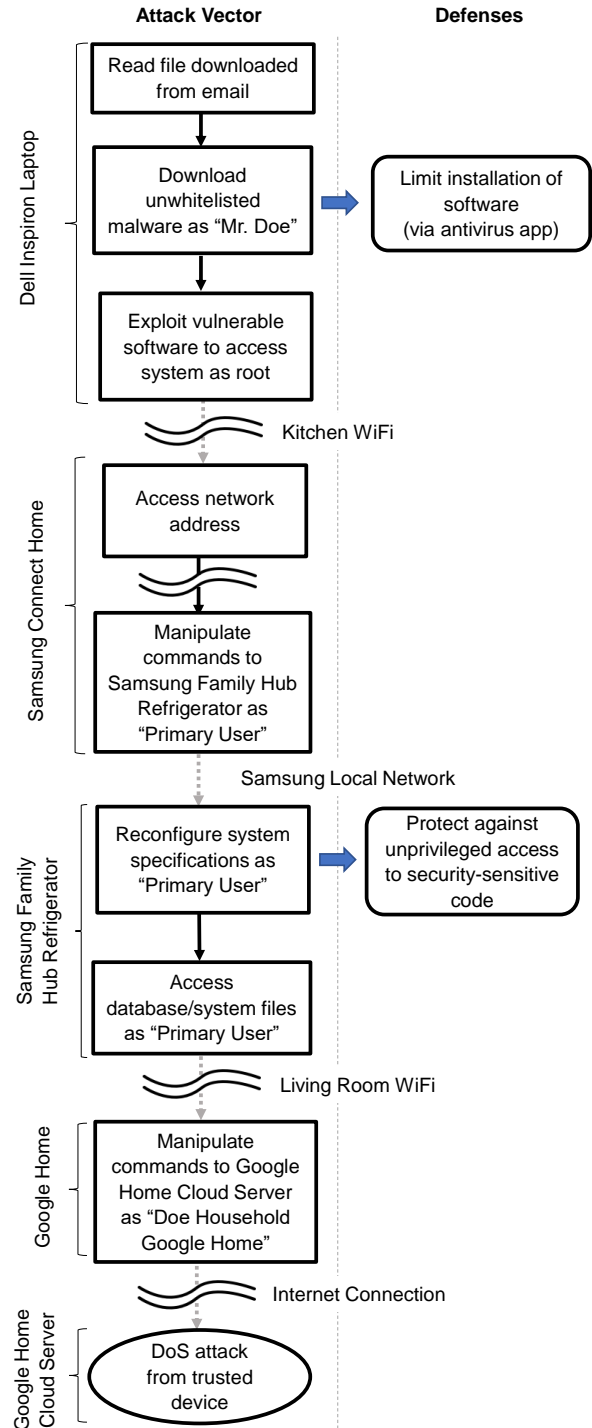 Attack Vector
Defenses
Dell Inspiron Laptop
Read file downloaded
from email
Download
unwhitelisted
malware as “Mr. Doe”
Limit installation of
software
(via antivirus app)
Exploit vulnerable
software to access
system as root
Kitchen WiFi
Samsung Connect Home
Access network
address
Manipulate
commands to
Samsung Family Hub
Refrigerator as
“Primary User”
Samsung Local Network
Samsung Family
Hub Refrigerator
Reconfigure system
specifications as
“Primary User”
Protect against
unprivileged access
to security-sensitive
code
Access
database/system files
as “Primary User”
Living Room WiFi
Google Home
Manipulate
commands to Google
Home Cloud Server
as “Doe Household
Google Home”
Internet Connection
Google Home
Cloud Server
DoS attack
from trusted
device